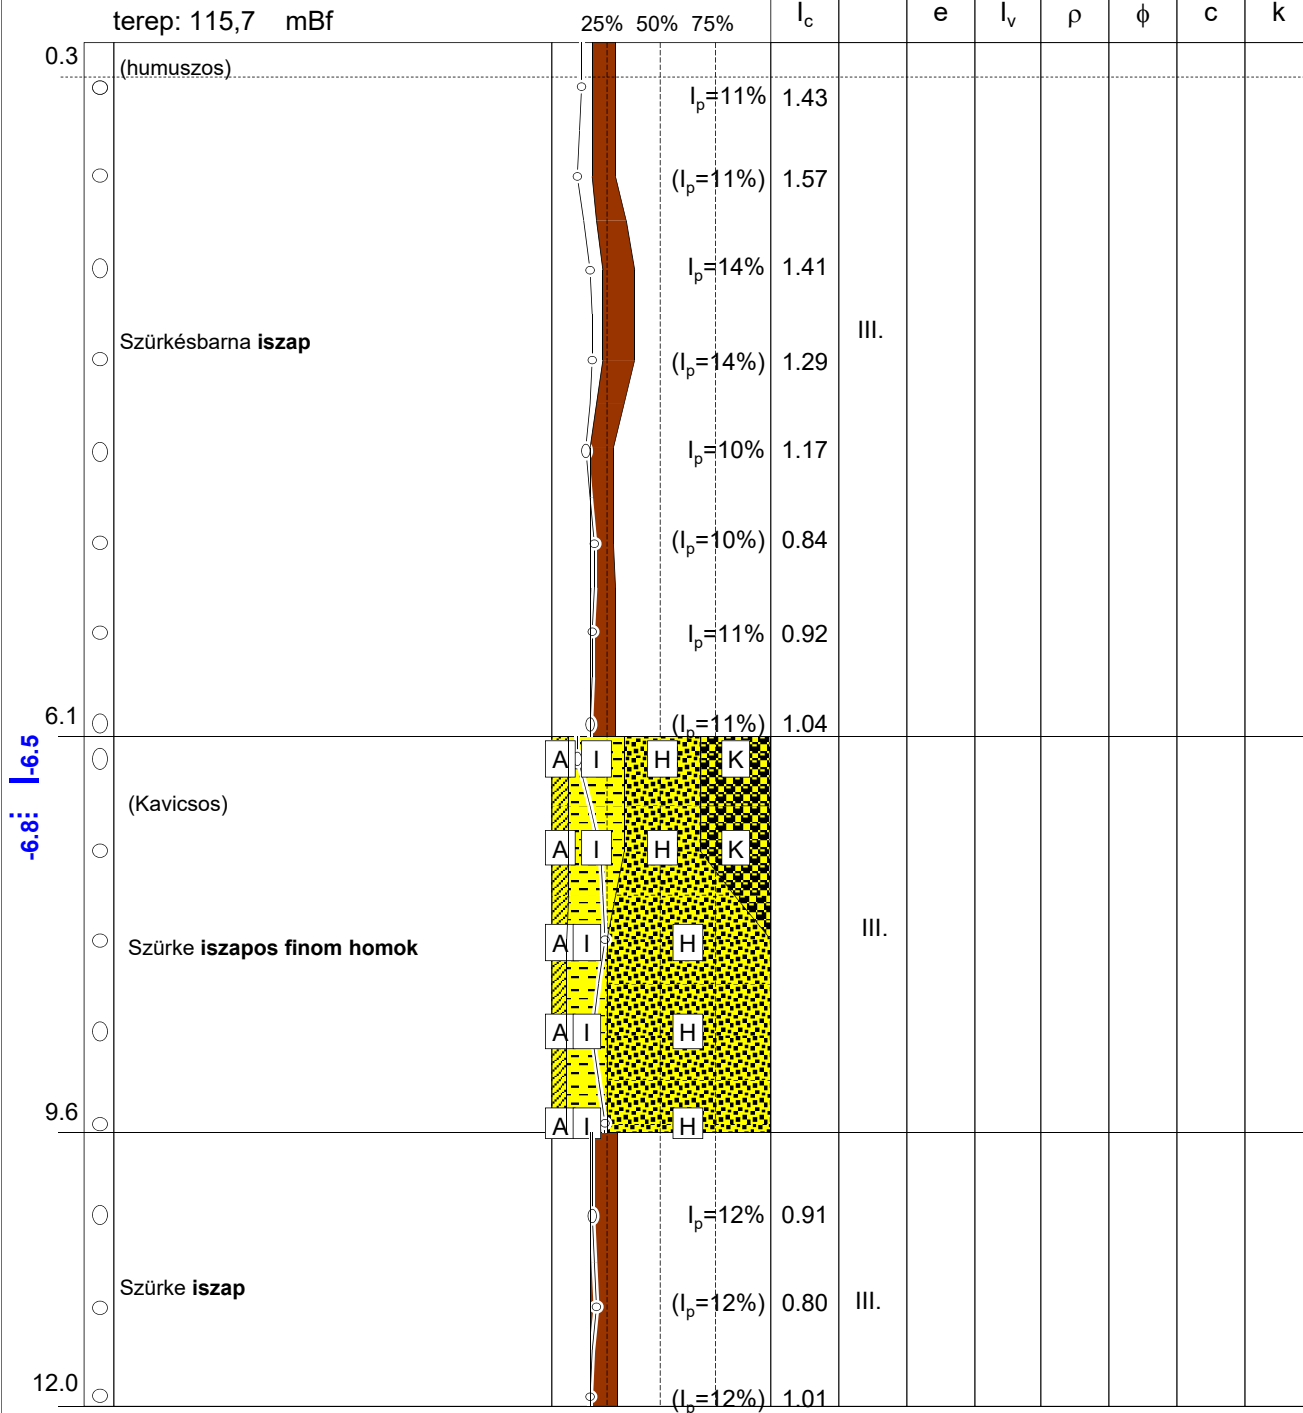 terep: 115,7 mBf 25% 50% 75% Ic e Iv ρ ϕ c k
0.3
(humuszos)
Ip=11% 1.43
(Ip=11%) 1.57
Ip=14% 1.41
Szürkésbarna iszap III.
(Ip=14%) 1.29
Ip=10% 1.17
(Ip=10%) 0.84
Ip=11% 0.92
6.1 (Ip=11%) 1.04
-6.5
-6.8
A I H K
(Kavicsos)
A I H K
Szürke iszapos finom homok A I H III.
A I H
9.6 A I H
Ip=12% 0.91
Szürke iszap (Ip=12%) 0.80 III.
12.0 (Ip=12%) 1.01